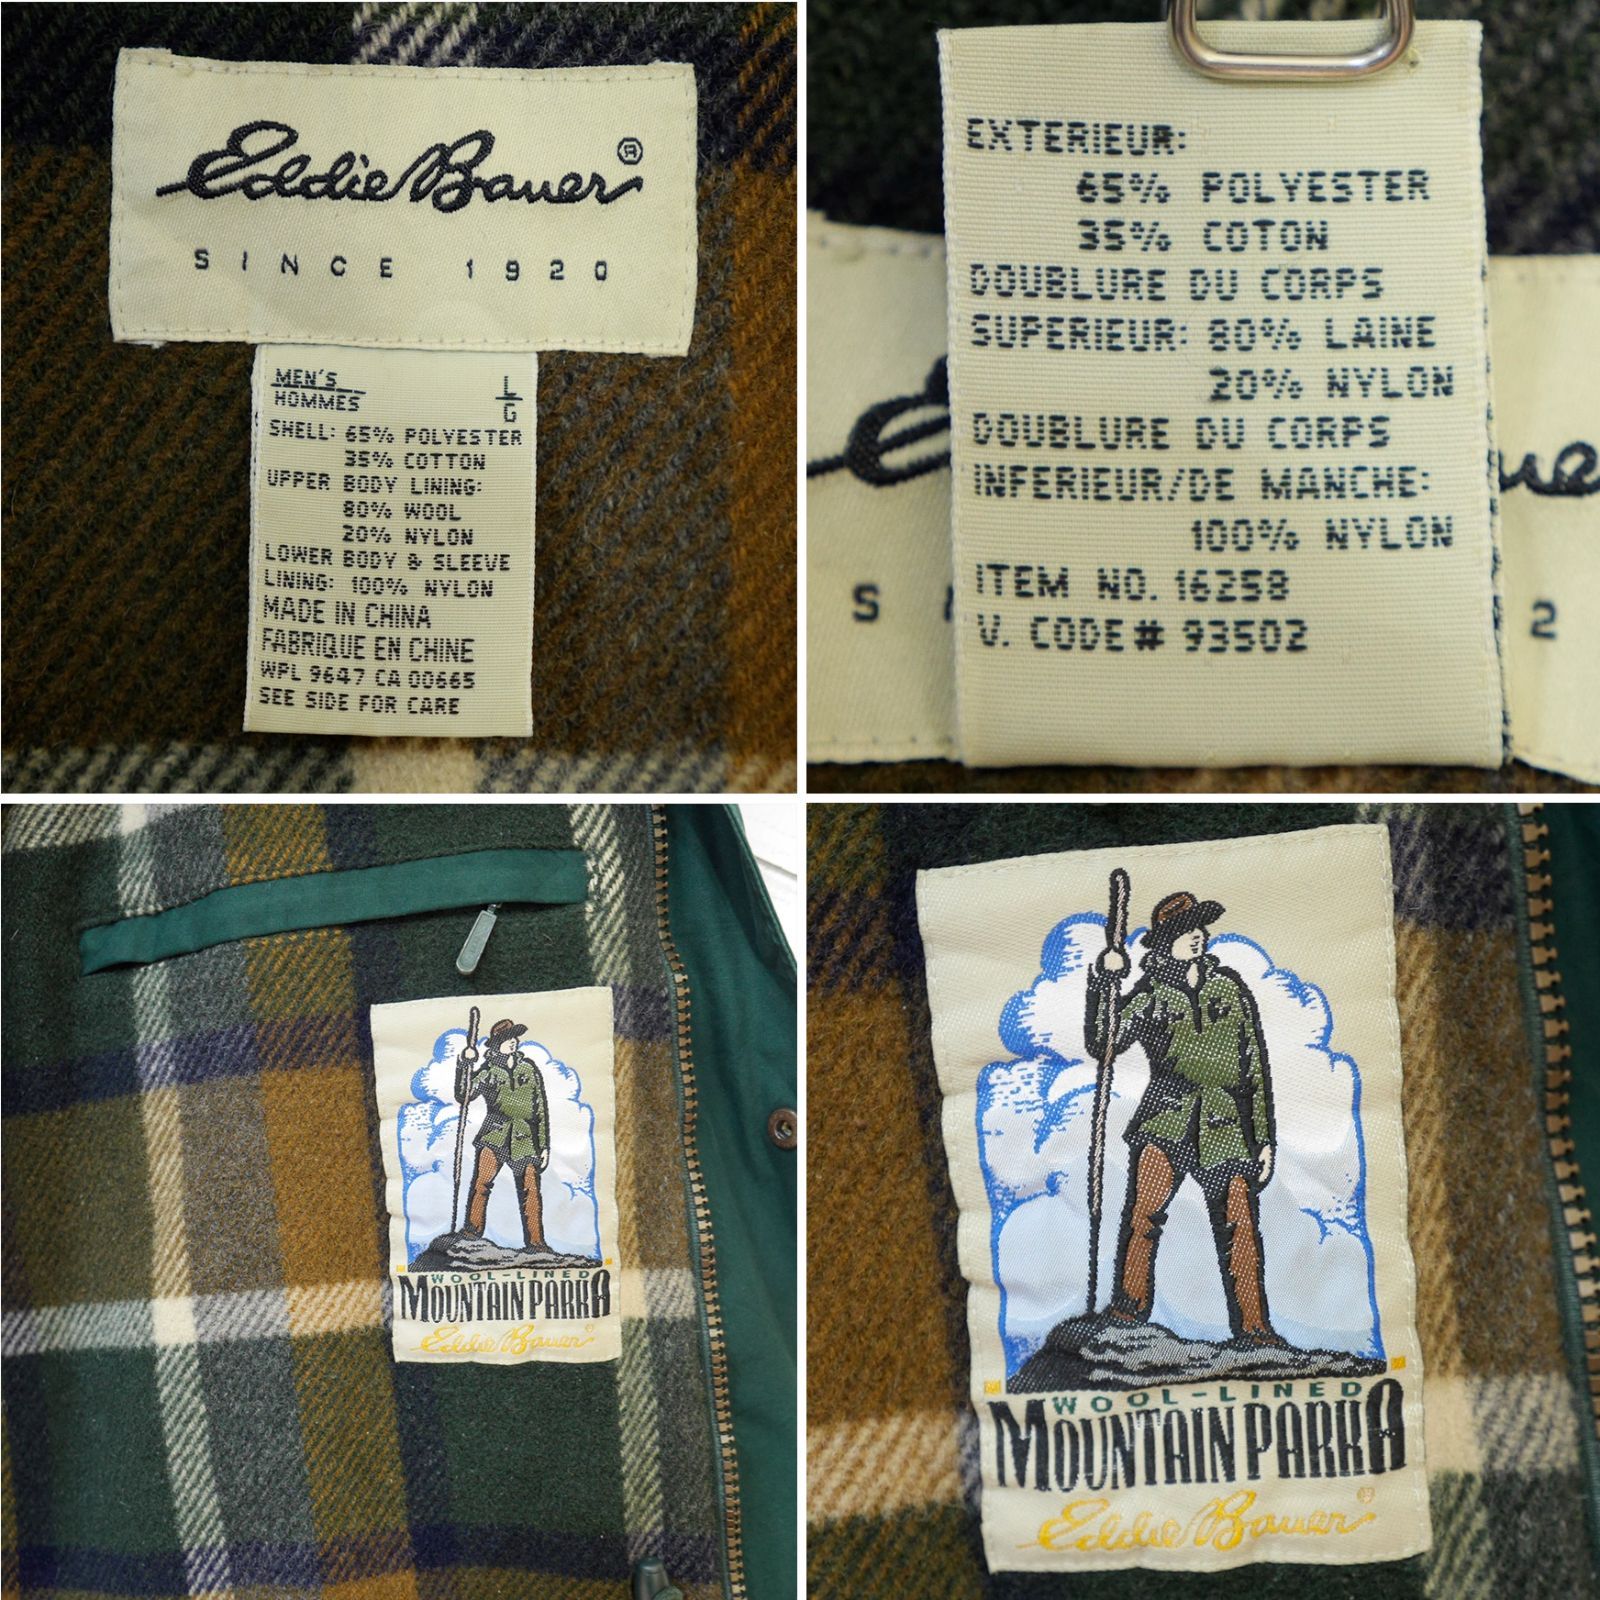 Eddie Bauer®
SINCE 1920
MEN'S
HOMMES
L
G
SHELL: 65% POLYESTER
35% COTTON
UPPER BODY LINING:
80% WOOL
20% NYLON
LOWER BODY & SLEEVE
LINING: 100% NYLON
MADE IN CHINA
FABRIQUE EN CHINE
WPL 9647 CA 00665
SEE SIDE FOR CARE
EXTERIEUR:
65% POLYESTER
35% COTON
DOUBLURE DU CORPS
SUPERIEUR: 80% LAINE
20% NYLON
DOUBLURE DU CORPS
INFERIEUR/DE MANCHE:
100% NYLON
ITEM NO. 16258
V. CODE# 93502
WOOL-LINED
MOUNTAIN PARKA
Eddie Bauer®
WOOL-LINED
MOUNTAIN PARKA
Eddie Bauer®